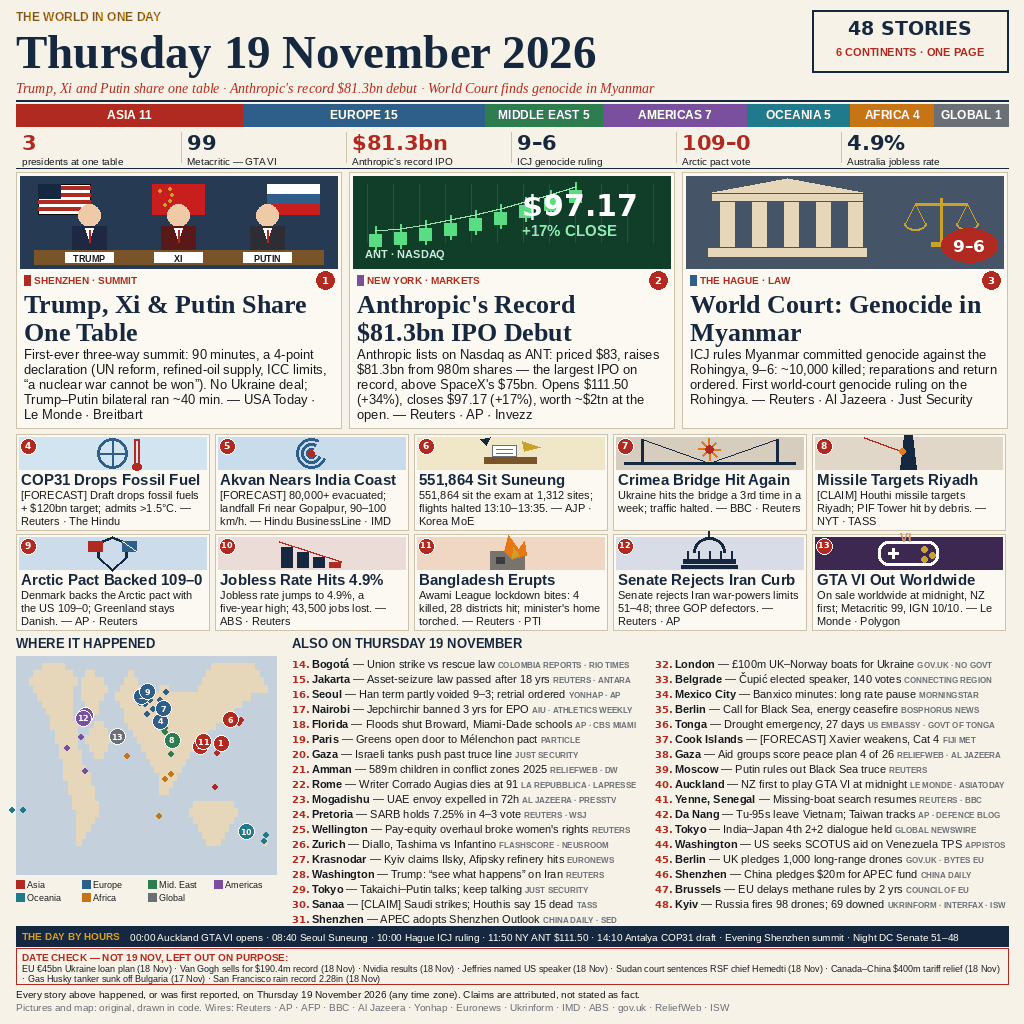 THE WORLD IN ONE DAY
Thursday 19 November 2026
Trump, Xi and Putin share one table · Anthropic's record $81.3bn debut · World Court finds genocide in Myanmar
48 STORIES
6 CONTINENTS · ONE PAGE
ASIA 11
EUROPE 15
MIDDLE EAST 5
AMERICAS 7
OCEANIA 5
AFRICA 4
GLOBAL 1
3
presidents at one table
99
Metacritic — GTA VI
$81.3bn
Anthropic's record IPO
9–6
ICJ genocide ruling
109–0
Arctic pact vote
4.9%
Australia jobless rate
TRUMP
XI
PUTIN
SHENZHEN · SUMMIT
1
Trump, Xi & Putin Share
One Table
First-ever three-way summit: 90 minutes, a 4-point
declaration (UN reform, refined-oil supply, ICC limits,
“a nuclear war cannot be won”). No Ukraine deal;
Trump–Putin bilateral ran ~40 min. — USA Today ·
Le Monde · Breitbart
$97.17
+17% CLOSE
ANT · NASDAQ
NEW YORK · MARKETS
2
Anthropic's Record
$81.3bn IPO Debut
Anthropic lists on Nasdaq as ANT: priced $83, raises
$81.3bn from 980m shares — the largest IPO on
record, above SpaceX's $75bn. Opens $111.50
(+34%), closes $97.17 (+17%), worth ~$2tn at the
open. — Reuters · AP · Invezz
9–6
THE HAGUE · LAW
3
World Court: Genocide in
Myanmar
ICJ rules Myanmar committed genocide against the
Rohingya, 9–6: ~10,000 killed; reparations and return
ordered. First world-court genocide ruling on the
Rohingya. — Reuters · Al Jazeera · Just Security
4
COP31 Drops Fossil Fuel
[FORECAST] Draft drops fossil fuels
+ $120bn target; admits >1.5°C. —
Reuters · The Hindu
5
Akvan Nears India Coast
[FORECAST] 80,000+ evacuated;
landfall Fri near Gopalpur, 90–100
km/h. — Hindu BusinessLine · IMD
6
551,864 Sit Suneung
551,864 sit the exam at 1,312 sites;
flights halted 13:10–13:35. — AJP ·
Korea MoE
7
Crimea Bridge Hit Again
Ukraine hits the bridge a 3rd time in a
week; traffic halted. — BBC · Reuters
8
Missile Targets Riyadh
[CLAIM] Houthi missile targets
Riyadh; PIF Tower hit by debris. —
NYT · TASS
9
Arctic Pact Backed 109–0
Denmark backs the Arctic pact with
the US 109–0; Greenland stays
Danish. — AP · Reuters
10
Jobless Rate Hits 4.9%
Jobless rate jumps to 4.9%, a
five-year high; 43,500 jobs lost. —
ABS · Reuters
11
Bangladesh Erupts
Awami League lockdown bites: 4
killed, 28 districts hit; minister's home
torched. — Reuters · PTI
12
Senate Rejects Iran Curb
Senate rejects Iran war-powers limits
51–48; three GOP defectors. —
Reuters · AP
VI
13
GTA VI Out Worldwide
On sale worldwide at midnight, NZ
first; Metacritic 99, IGN 10/10. — Le
Monde · Polygon
WHERE IT HAPPENED
9
7
4
12
13
8
6
11
1
10
Asia
Europe
Mid. East
Americas
Oceania
Africa
Global
ALSO ON THURSDAY 19 NOVEMBER
14. Bogotá — Union strike vs rescue law COLOMBIA REPORTS · RIO TIMES
15. Jakarta — Asset-seizure law passed after 18 yrs REUTERS · ANTARA
16. Seoul — Han term partly voided 9–3; retrial ordered YONHAP · AP
17. Nairobi — Jepchirchir banned 3 yrs for EPO AIU · ATHLETICS WEEKLY
18. Florida — Floods shut Broward, Miami-Dade schools AP · CBS MIAMI
19. Paris — Greens open door to Mélenchon pact PARTICLE
20. Gaza — Israeli tanks push past truce line JUST SECURITY
21. Amman — 589m children in conflict zones 2025 RELIEFWEB · DW
22. Rome — Writer Corrado Augias dies at 91 LA REPUBBLICA · LAPRESSE
23. Mogadishu — UAE envoy expelled in 72h AL JAZEERA · PRESSTV
24. Pretoria — SARB holds 7.25% in 4–3 vote REUTERS · WSJ
25. Wellington — Pay-equity overhaul broke women's rights REUTERS
26. Zurich — Diallo, Tashima vs Infantino FLASHSCORE · NEUSROOM
27. Krasnodar — Kyiv claims Ilsky, Afipsky refinery hits EURONEWS
28. Washington — Trump: “see what happens” on Iran REUTERS
29. Tokyo — Takaichi–Putin talks; keep talking JUST SECURITY
30. Sanaa — [CLAIM] Saudi strikes; Houthis say 15 dead TASS
31. Shenzhen — APEC adopts Shenzhen Outlook CHINA DAILY · SED
32. London — £100m UK–Norway boats for Ukraine GOV.UK · NO GOVT
33. Belgrade — Čupić elected speaker, 140 votes CONNECTING REGION
34. Mexico City — Banxico minutes: long rate pause MORNINGSTAR
35. Berlin — Call for Black Sea, energy ceasefire BOSPHORUS NEWS
36. Tonga — Drought emergency, 27 days US EMBASSY · GOVT OF TONGA
37. Cook Islands — [FORECAST] Xavier weakens, Cat 4 FIJI MET
38. Gaza — Aid groups score peace plan 4 of 26 RELIEFWEB · AL JAZEERA
39. Moscow — Putin rules out Black Sea truce REUTERS
40. Auckland — NZ first to play GTA VI at midnight LE MONDE · ASIATODAY
41. Yenne, Senegal — Missing-boat search resumes REUTERS · BBC
42. Da Nang — Tu-95s leave Vietnam; Taiwan tracks AP · DEFENCE BLOG
43. Tokyo — India–Japan 4th 2+2 dialogue held GLOBAL NEWSWIRE
44. Washington — US seeks SCOTUS aid on Venezuela TPS APPISTOS
45. Berlin — UK pledges 1,000 long-range drones GOV.UK · BYTES EU
46. Shenzhen — China pledges $20m for APEC fund CHINA DAILY
47. Brussels — EU delays methane rules by 2 yrs COUNCIL OF EU
48. Kyiv — Russia fires 98 drones; 69 downed UKRINFORM · INTERFAX · ISW
THE DAY BY HOURS
00:00 Auckland GTA VI opens · 08:40 Seoul Suneung · 10:00 Hague ICJ ruling · 11:50 NY ANT $111.50 · 14:10 Antalya COP31 draft · Evening Shenzhen summit · Night DC Senate 51–48
DATE CHECK — NOT 19 NOV, LEFT OUT ON PURPOSE:
EU €45bn Ukraine loan plan (18 Nov) · Van Gogh sells for $190.4m record (18 Nov) · Nvidia results (18 Nov) · Jeffries named US speaker (18 Nov) · Sudan court sentences RSF chief Hemedti (18 Nov) · Canada–China $400m tariff relief (18 Nov)
· Gas Husky tanker sunk off Bulgaria (17 Nov) · San Francisco rain record 2.28in (18 Nov)
Every story above happened, or was first reported, on Thursday 19 November 2026 (any time zone). Claims are attributed, not stated as fact.
Pictures and map: original, drawn in code. Wires: Reuters · AP · AFP · BBC · Al Jazeera · Yonhap · Euronews · Ukrinform · IMD · ABS · gov.uk · ReliefWeb · ISW